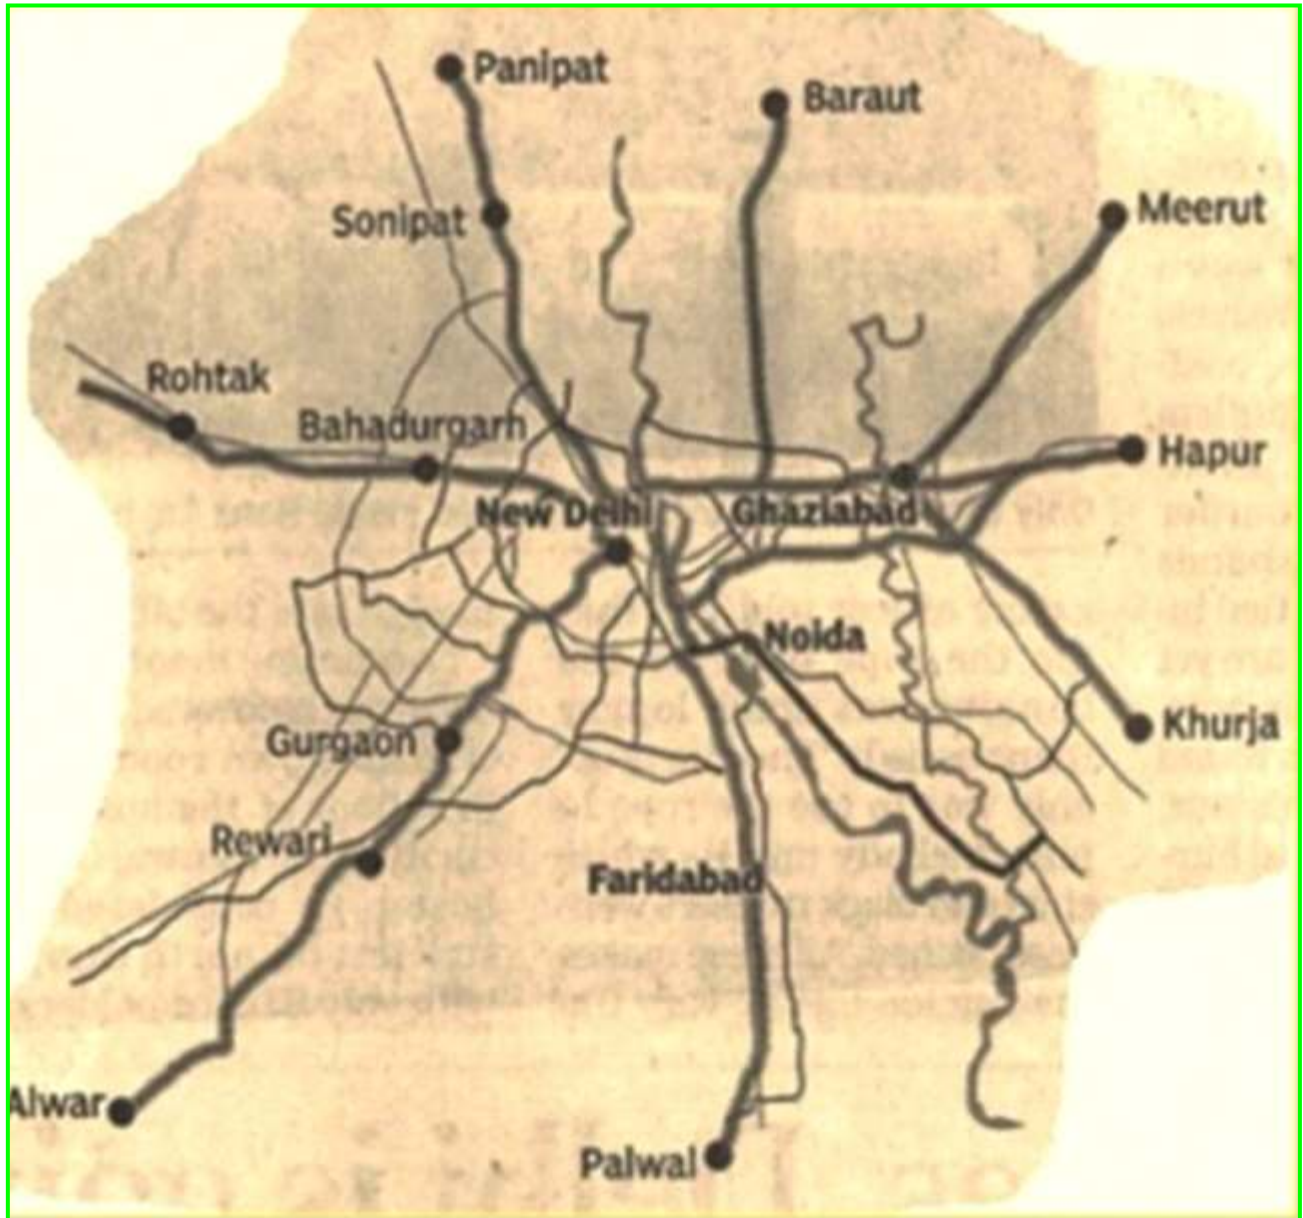 Panipat
Baraut
Sonipat
Meerut
Rohtak
Bahadurgarh
Hapur
New Delhi
Ghaziabad
Noida
Gurgaon
Khurja
Rewari
Faridabad
Alwar
Palwal